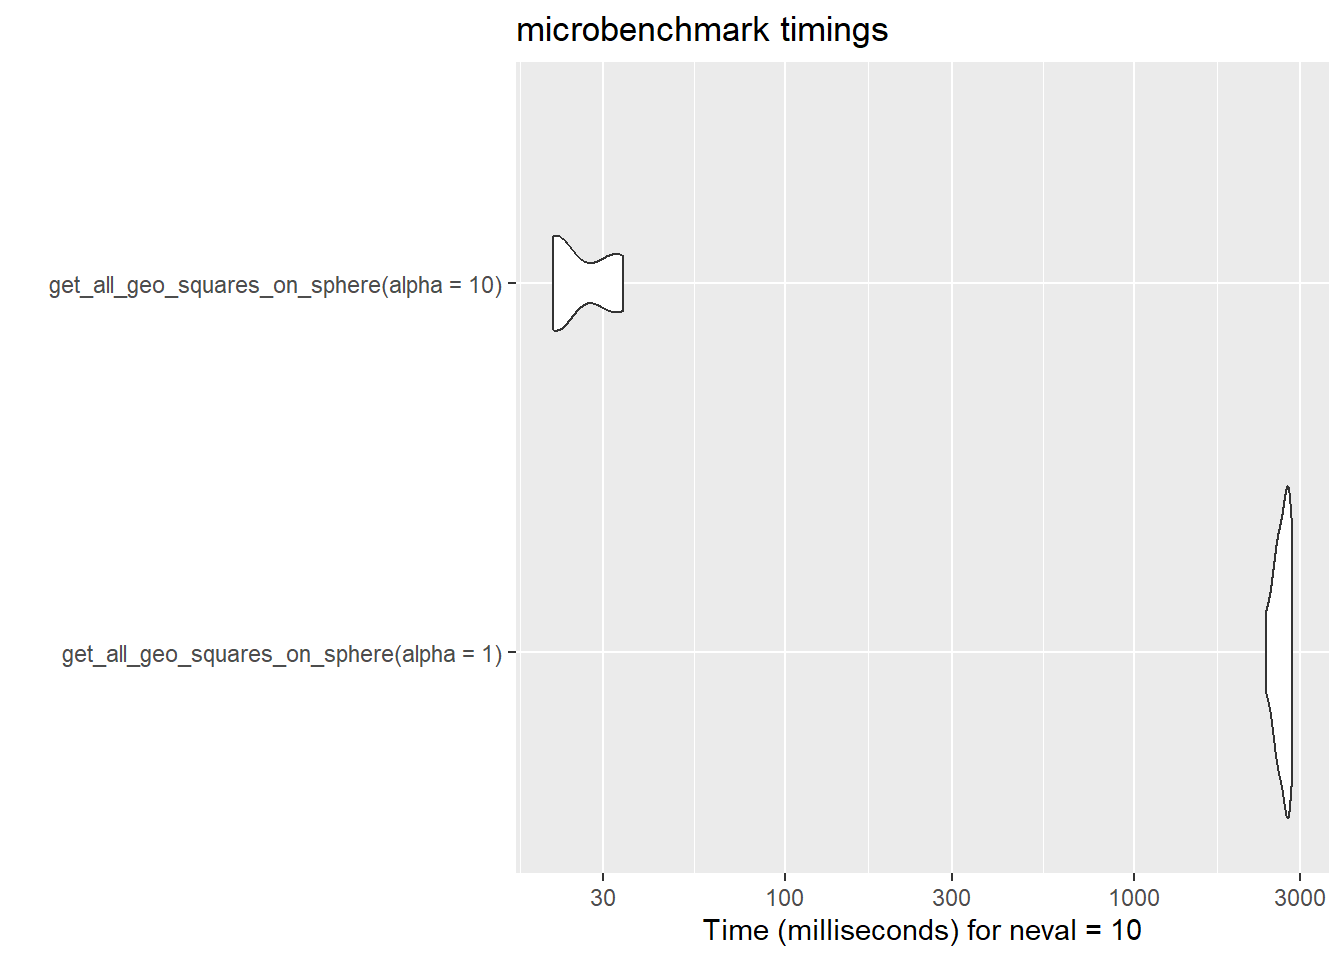 microbenchmark timings
get_all_geo_squares_on_sphere(alpha = 10)
get_all_geo_squares_on_sphere(alpha = 1)
30 100 300 1000 3000
Time (milliseconds) for neval = 10